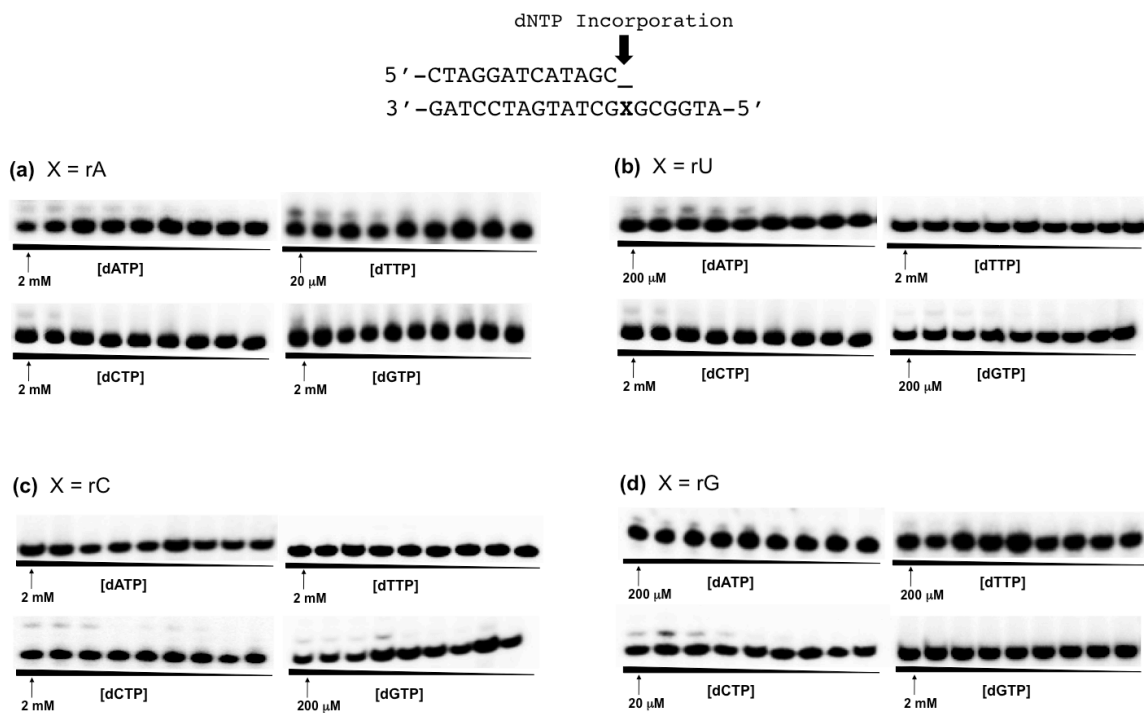 dNTP Incorporation
5′-CTAGGATCATAGC_
3′-GATCCTAGTATCGXGCGGTA-5′
(a) X = rA
2 mM [dATP]
20 µM [dTTP]
2 mM [dCTP]
2 mM [dGTP]
(b) X = rU
200 µM [dATP]
2 mM [dTTP]
2 mM [dCTP]
200 µM [dGTP]
(c) X = rC
2 mM [dATP]
2 mM [dTTP]
2 mM [dCTP]
200 µM [dGTP]
(d) X = rG
200 µM [dATP]
200 µM [dTTP]
20 µM [dCTP]
2 mM [dGTP]